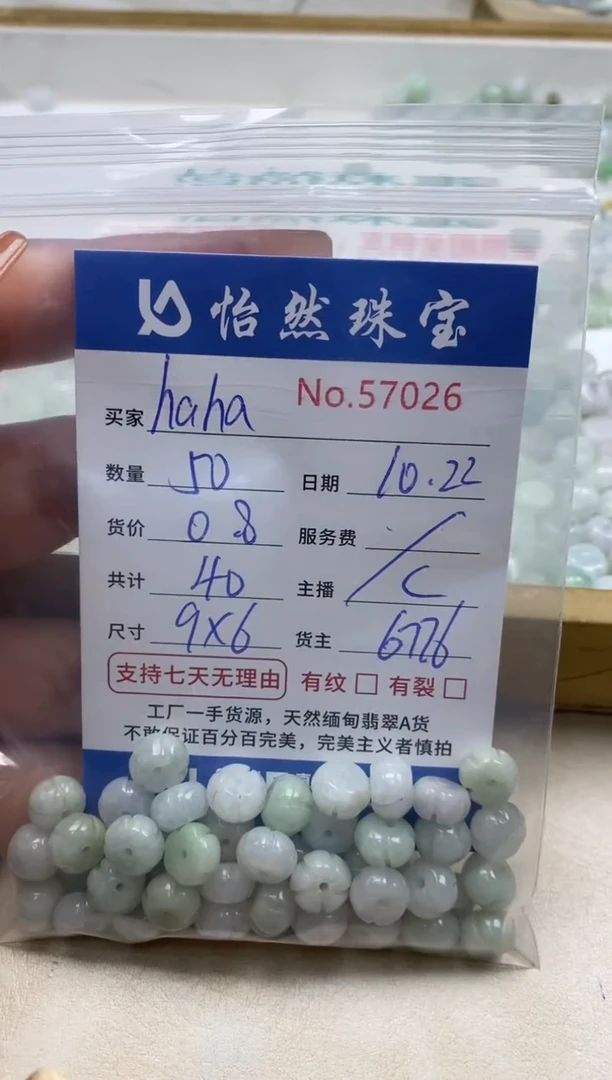 怡然珠宝
No.57026
买家 haha
数量 50 日期 10.22
货价 0.8 服务费 /
共计 40 主播 C
尺寸 9X6 货主 6776
支持七天无理由 有纹 □ 有裂 □
工厂一手货源，天然缅甸翡翠A货
不敢保证百分百完美，完美主义者慎拍